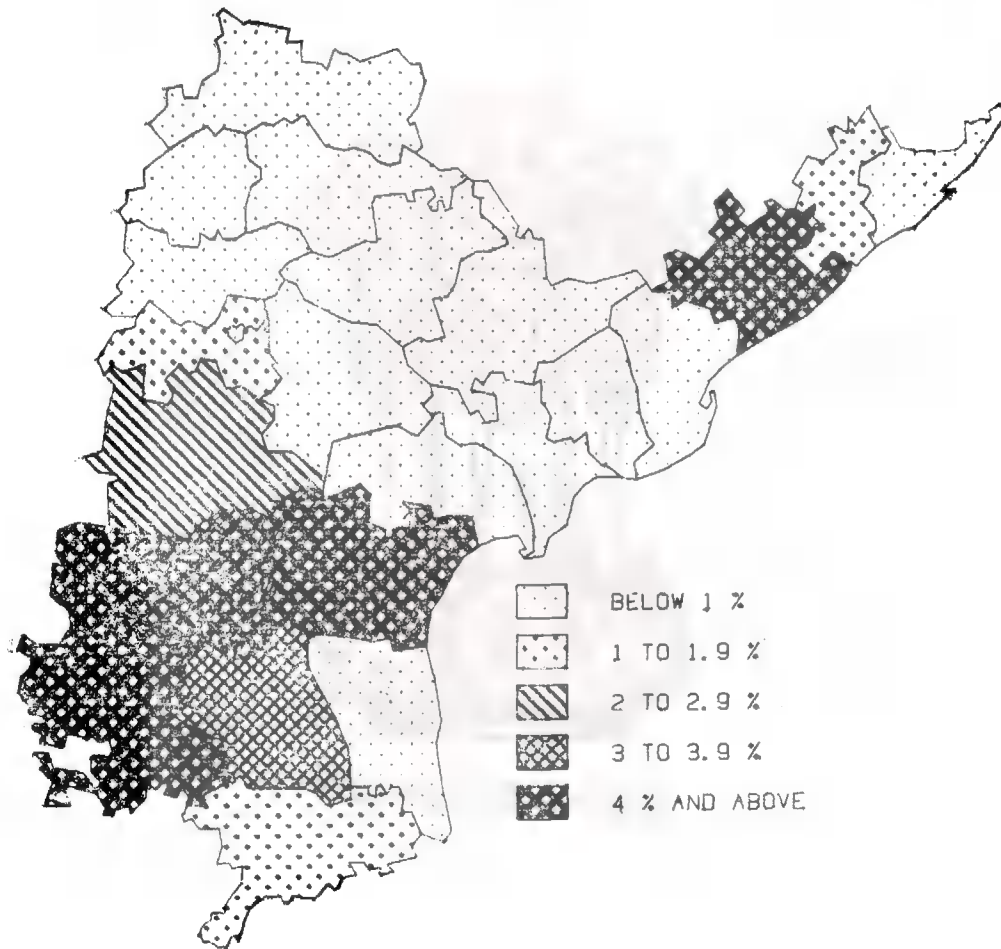 BELOW 1 %
1 TO 1.9 %
2 TO 2.9 %
3 TO 3.9 %
4 % AND ABOVE